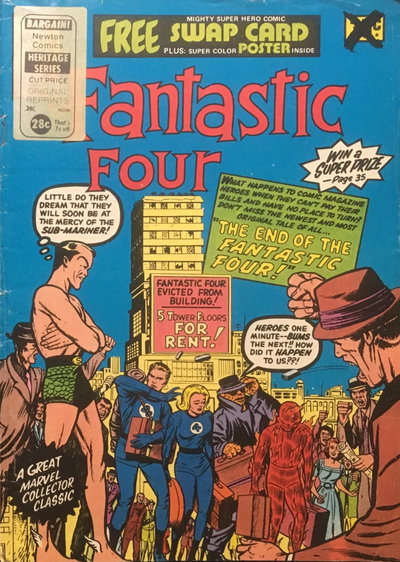 BARGAIN!
Newton
Comics
HERITAGE
SERIES
CUT PRICE
ORIGINAL
REPRINTS
35c NOW
28c That's
7c off
MIGHTY SUPER HERO COMIC
FREE SWAP CARD
PLUS: SUPER COLOR POSTER INSIDE
Fantastic
Four
WIN A
SUPER PRIZE
—PAGE 35
LITTLE DO THEY
DREAM THAT THEY
WILL SOON BE AT
THE MERCY OF THE
SUB-MARINER!
WHAT HAPPENS TO COMIC MAGAZINE
HEROES WHEN THEY CAN'T PAY THEIR
BILLS AND HAVE NO PLACE TO TURN?
DON'T MISS THE NEWEST AND MOST
ORIGINAL TALE OF ALL...
"THE END OF THE
FANTASTIC
FOUR!"
FANTASTIC FOUR
EVICTED FROM
BUILDING!
5 TOWER FLOORS
FOR
RENT!
HEROES ONE
MINUTE--BUMS
THE NEXT!! HOW
DID IT HAPPEN
TO US??!
A GREAT
MARVEL
COLLECTOR
CLASSIC
4
4